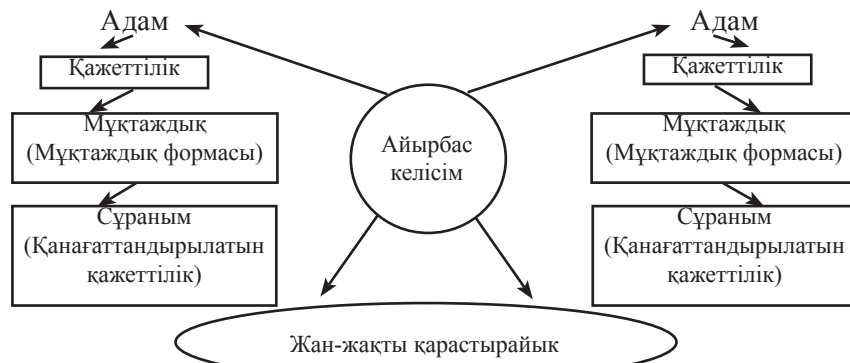 Адам
Қажеттілік
Мұқтаждық
(Мұқтаждық формасы)
Сұраным
(Қанағаттандырылатын
қажеттілік)
Айырбас
келісім
Адам
Қажеттілік
Мұқтаждық
(Мұқтаждық формасы)
Сұраным
(Қанағаттандырылатын
қажеттілік)
Жан-жақты қарастырайык